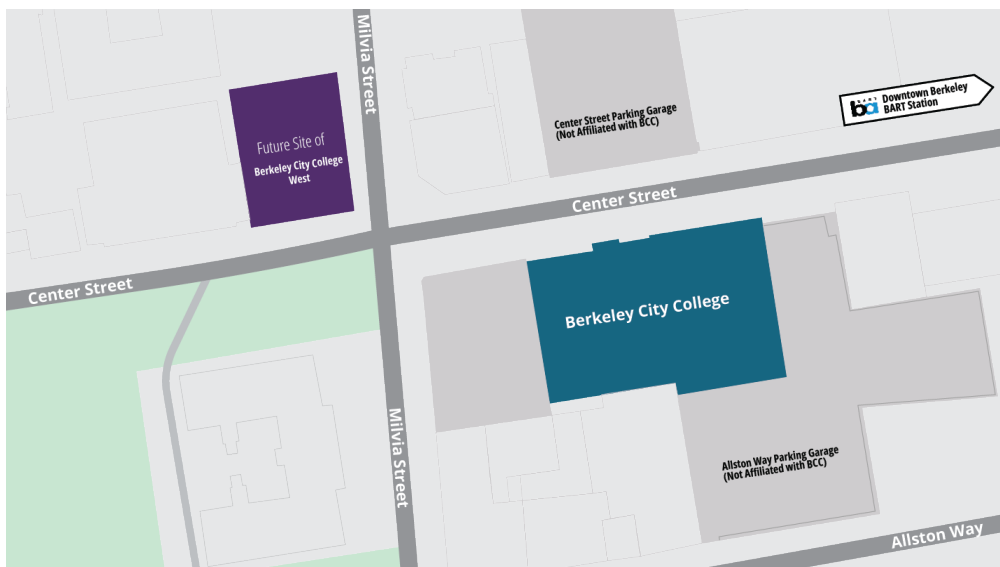 Milvia Street
Future Site of
Berkeley City College
West
Center Street Parking Garage
(Not Affiliated with BCC)
BART
ba
Downtown Berkeley
BART Station
Center Street
Center Street
Berkeley City College
Milvia Street
Allston Way Parking Garage
(Not Affiliated with BCC)
Allston Way